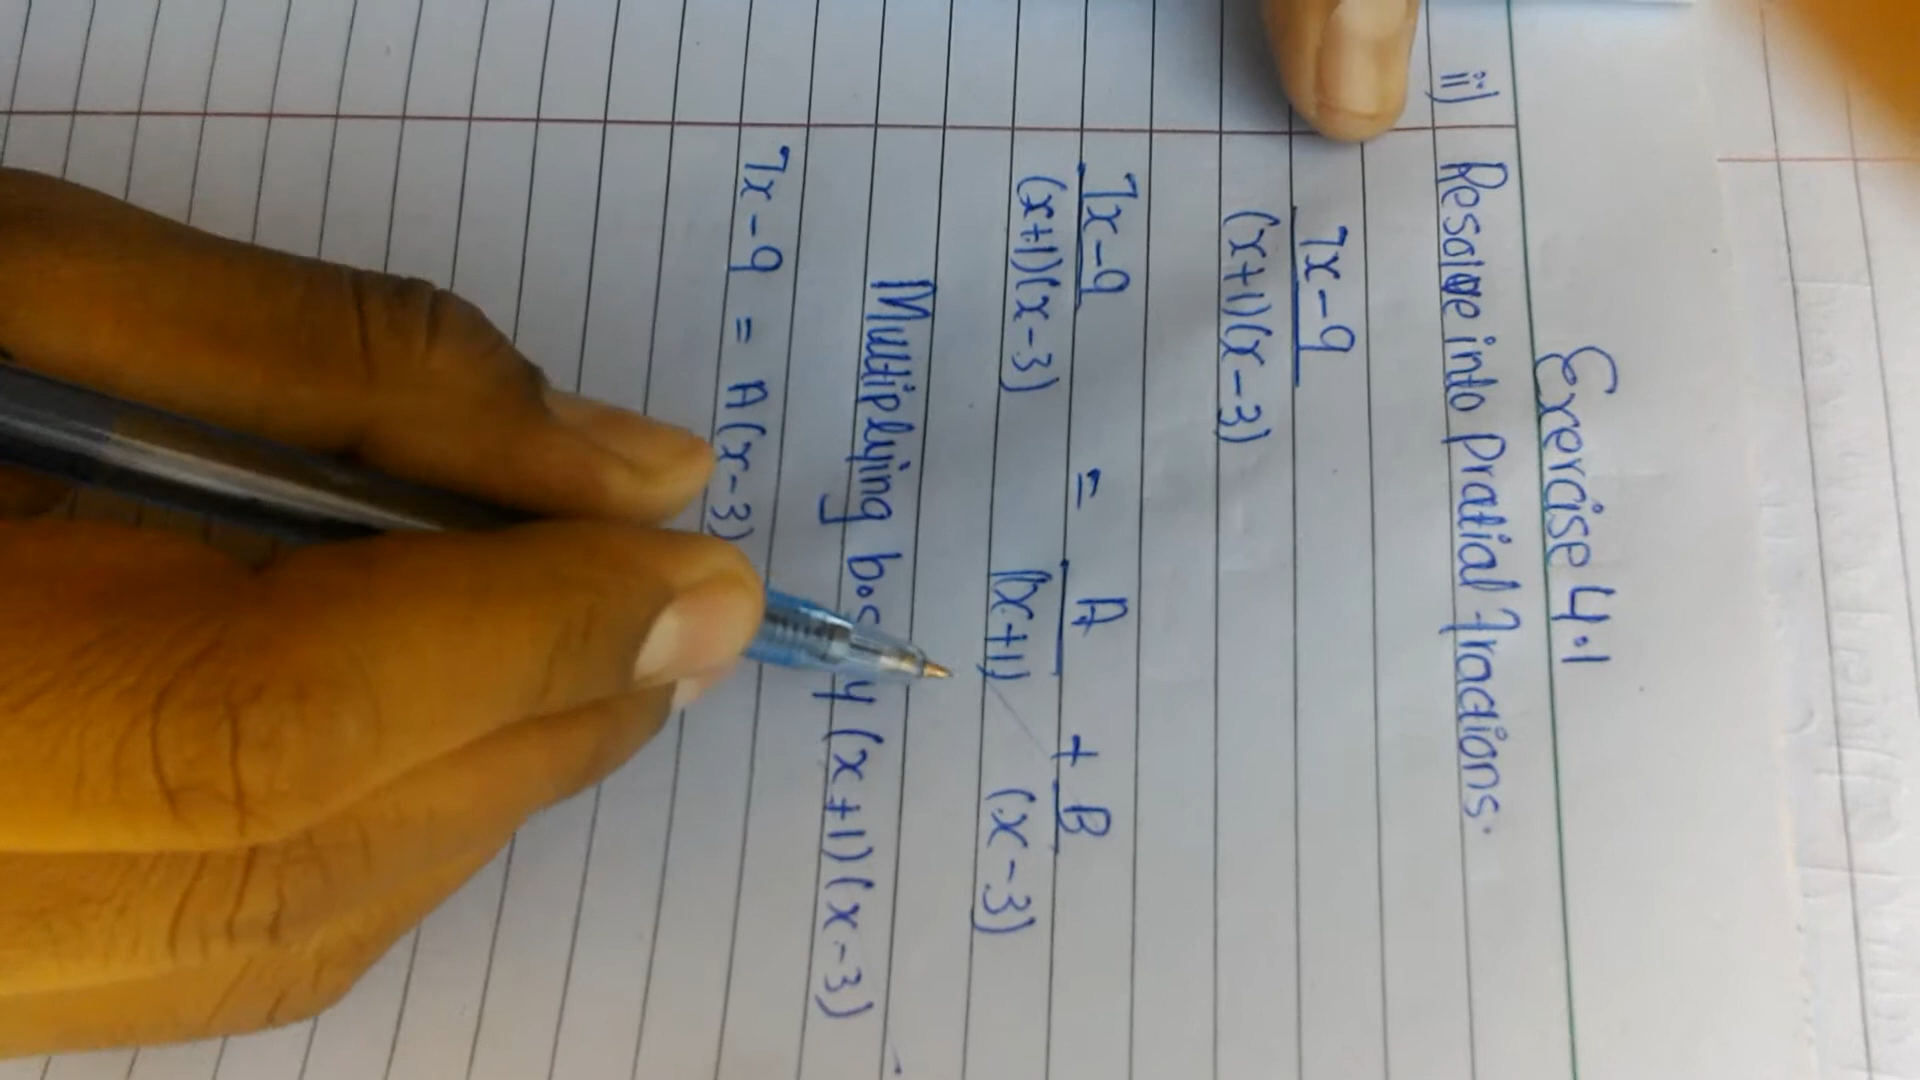 Exercise 4.1
ii) Resolve into pratial fractions.
7x-9
(x+1)(x-3)
7x-9 = A + B
(x+1)(x-3) (x+1) (x-3)
Multiplying (x+1)(x-3)
7x-9 = A(x-3)